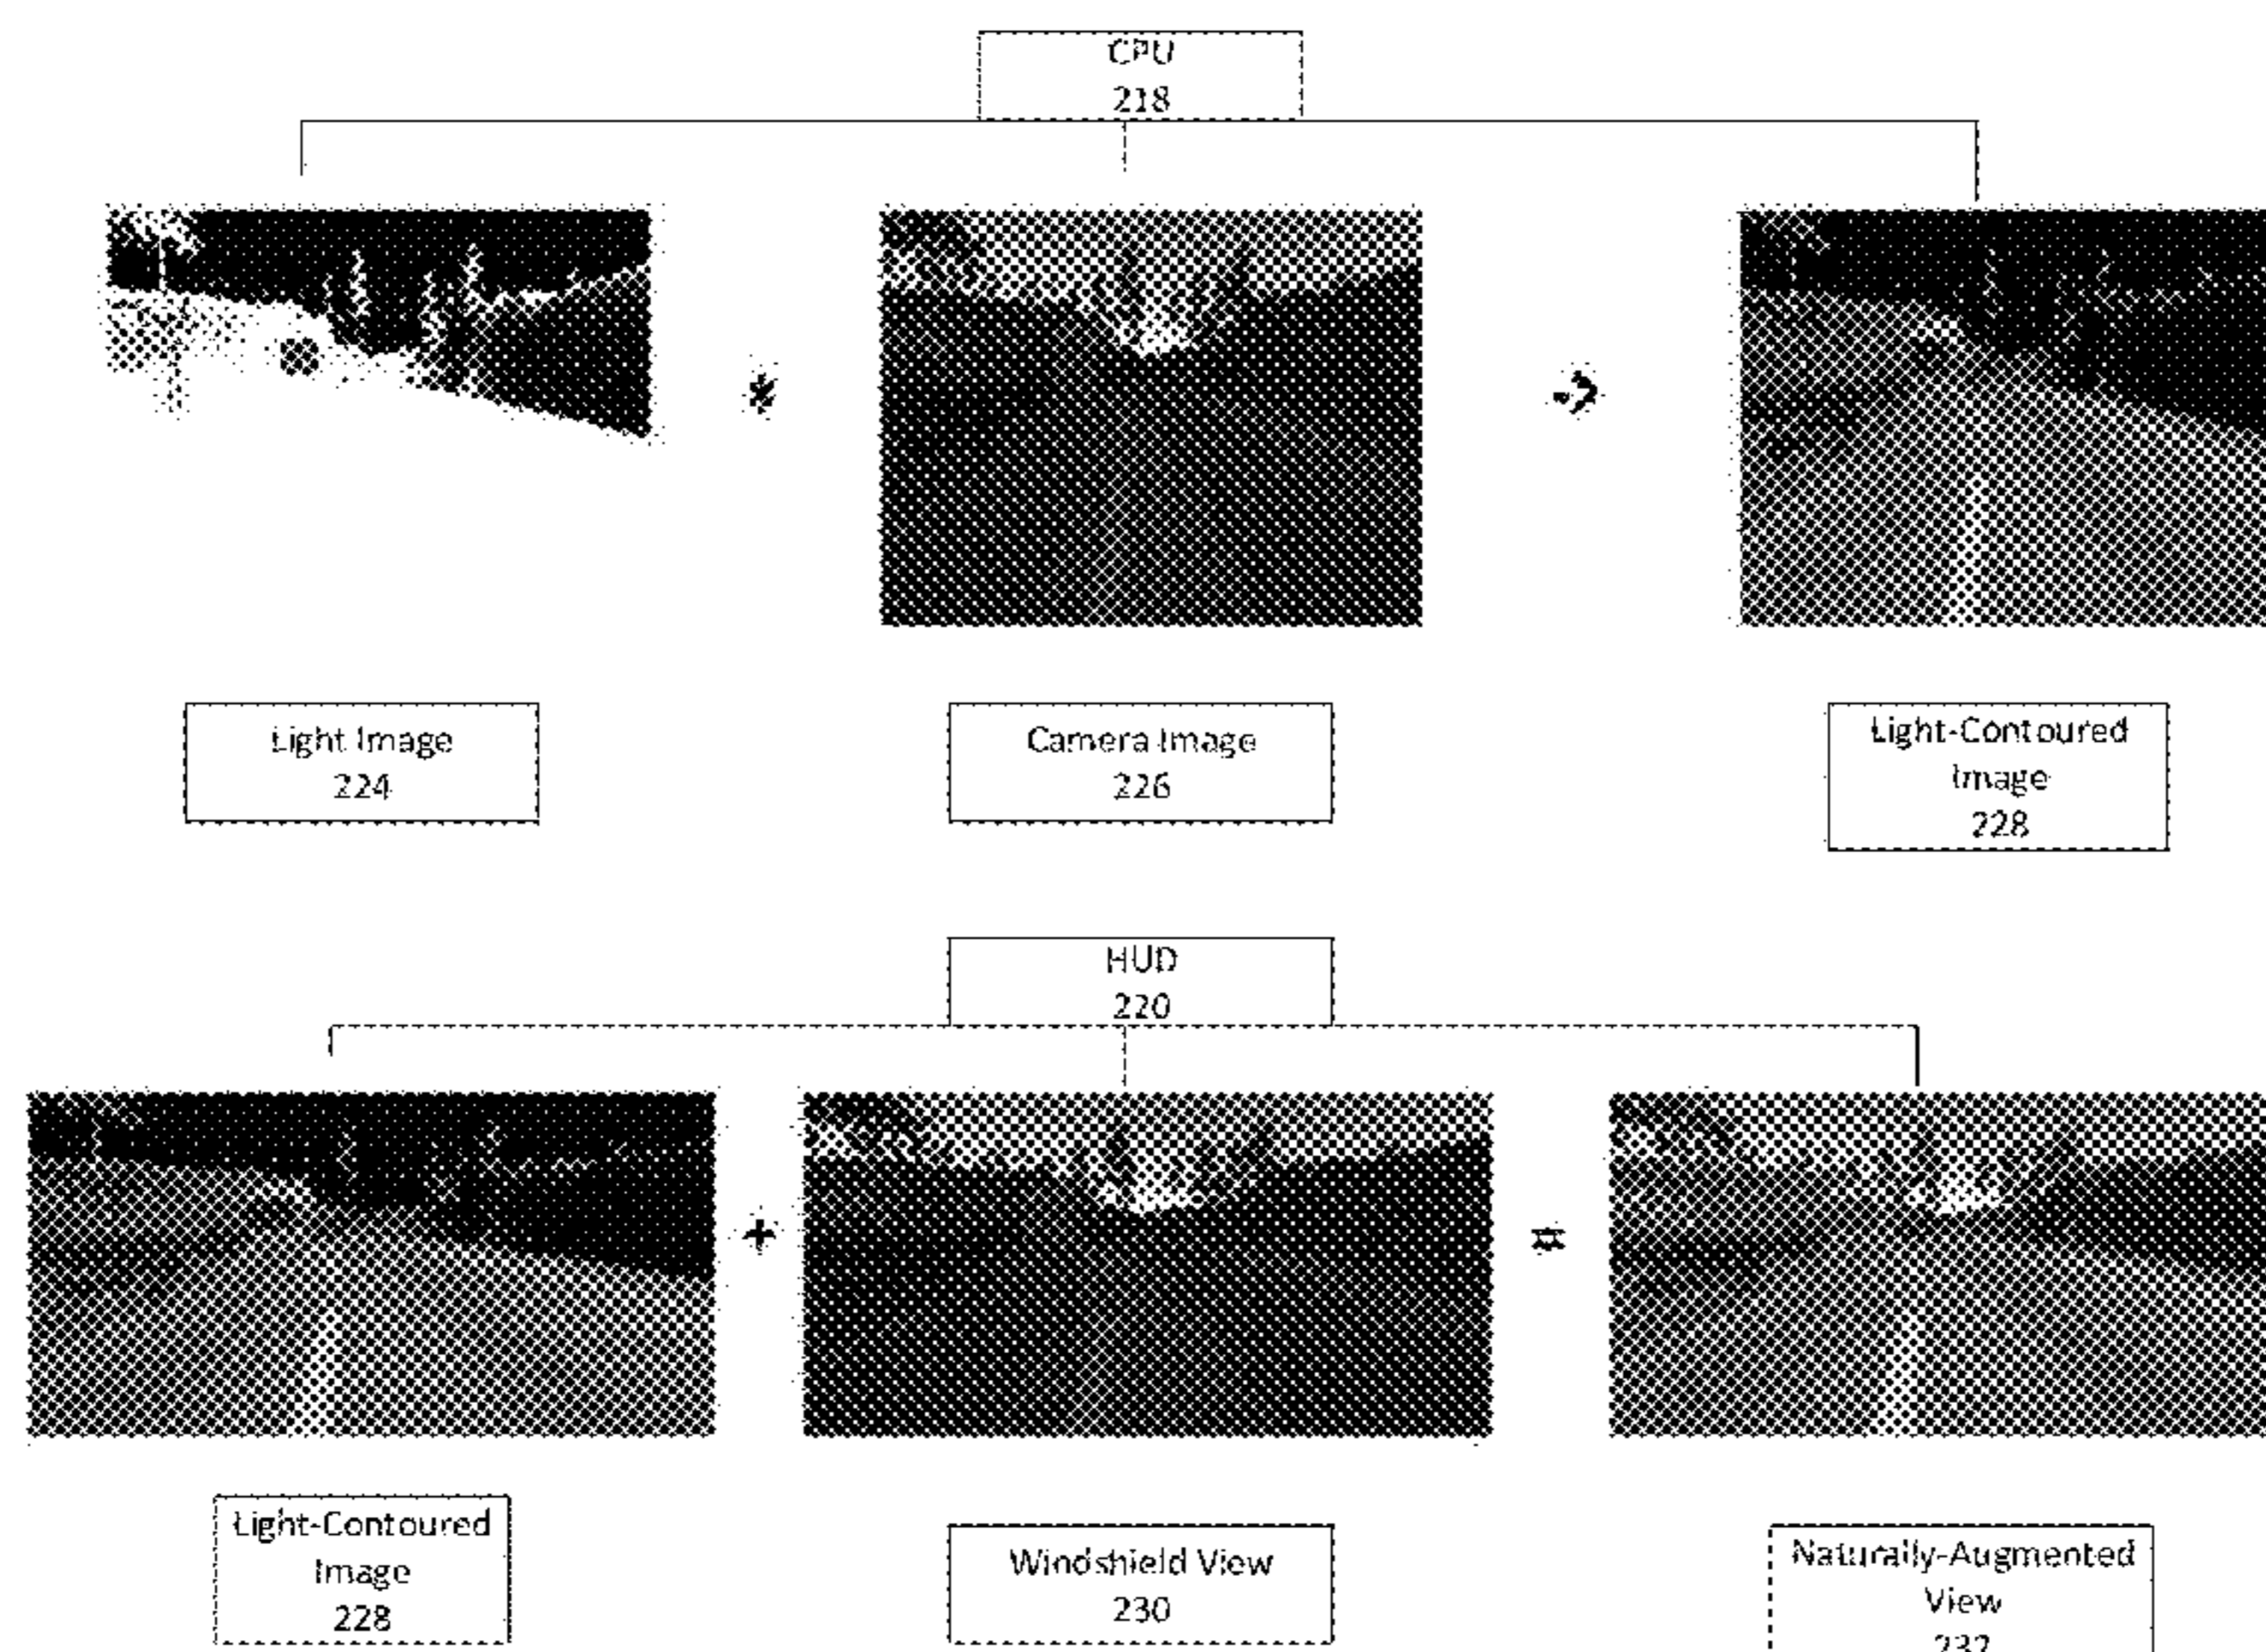 CPU
218
*
->
Light Image
224
Camera Image
226
Light-Contoured
Image
228
HUD
220
+
=
Light-Contoured
Image
228
Windshield View
230
Naturally-Augmented
View
232